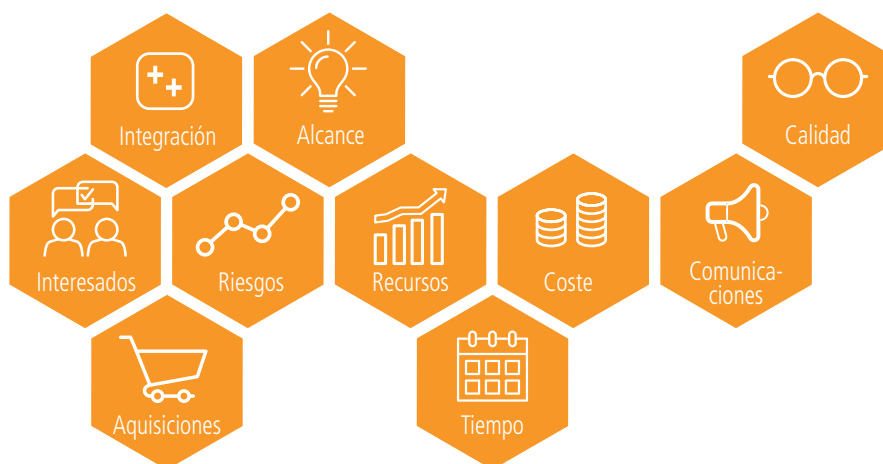 Integración
Alcance
Calidad
Interesados
Riesgos
Recursos
Coste
Comunica-
ciones
Aquisiciones
Tiempo